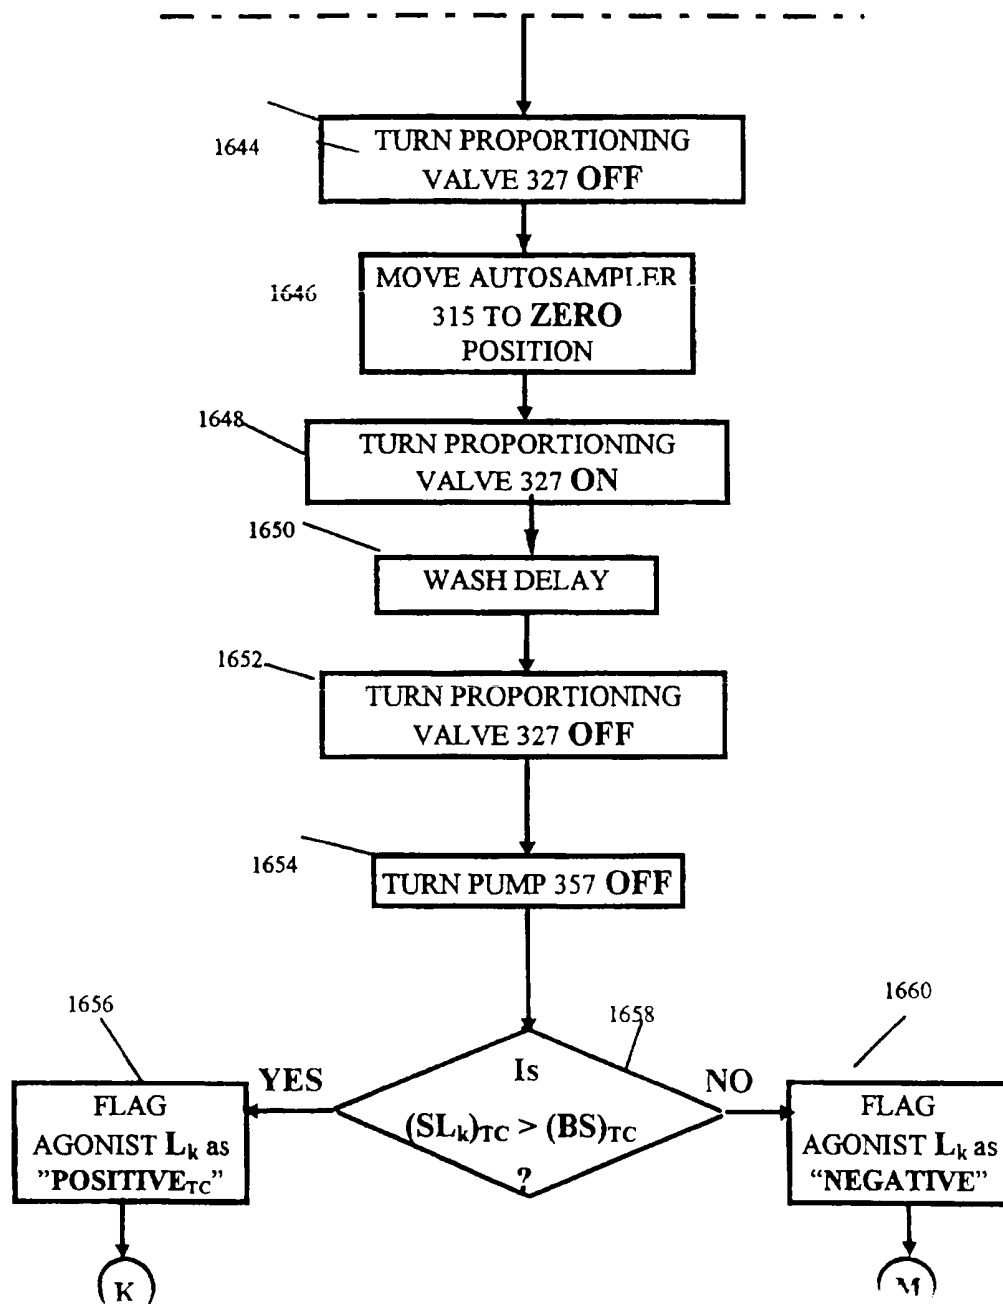 1644
TURN PROPORTIONING
VALVE 327 OFF
1646
MOVE AUTOSAMPLER
315 TO ZERO
POSITION
1648
TURN PROPORTIONING
VALVE 327 ON
1650
WASH DELAY
1652
TURN PROPORTIONING
VALVE 327 OFF
1654
TURN PUMP 357 OFF
1656
1658
1660
YES
Is
NO
(SLk)TC > (BS)TC
?
FLAG
AGONIST Lk as
”POSITIVETC”
FLAG
AGONIST Lk as
“NEGATIVE”
K
M